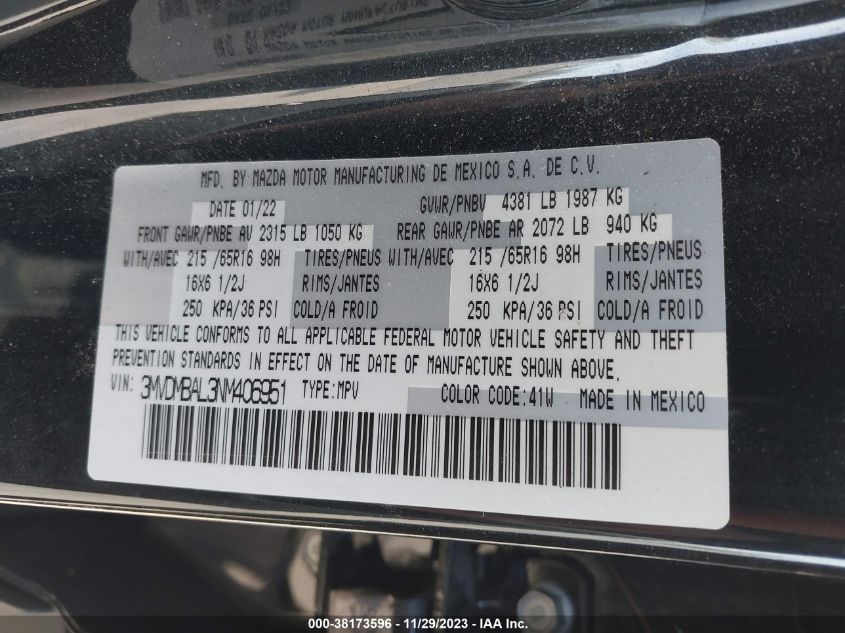 MFD. BY MAZDA MOTOR MANUFACTURING DE MEXICO S.A. DE C.V.
DATE 01/22 GVWR/PNBV 4381 LB 1987 KG
FRONT GAWR/PNBE AV 2315 LB 1050 KG REAR GAWR/PNBE AR 2072 LB 940 KG
WITH/AVEC 215 /65R16 98H TIRES/PNEUS WITH/AVEC 215 /65R16 98H TIRES/PNEUS
16X6 1/2J RIMS/JANTES 16X6 1/2J RIMS/JANTES
250 KPA/36 PSI COLD/A FROID 250 KPA/36 PSI COLD/A FROID
THIS VEHICLE CONFORMS TO ALL APPLICABLE FEDERAL MOTOR VEHICLE SAFETY AND THEFT
PREVENTION STANDARDS IN EFFECT ON THE DATE OF MANUFACTURE SHOWN ABOVE.
VIN: 3MVDMBAL3NM406951 TYPE:MPV COLOR CODE:41W MADE IN MEXICO
000-38173596 - 11/29/2023 - IAA Inc.